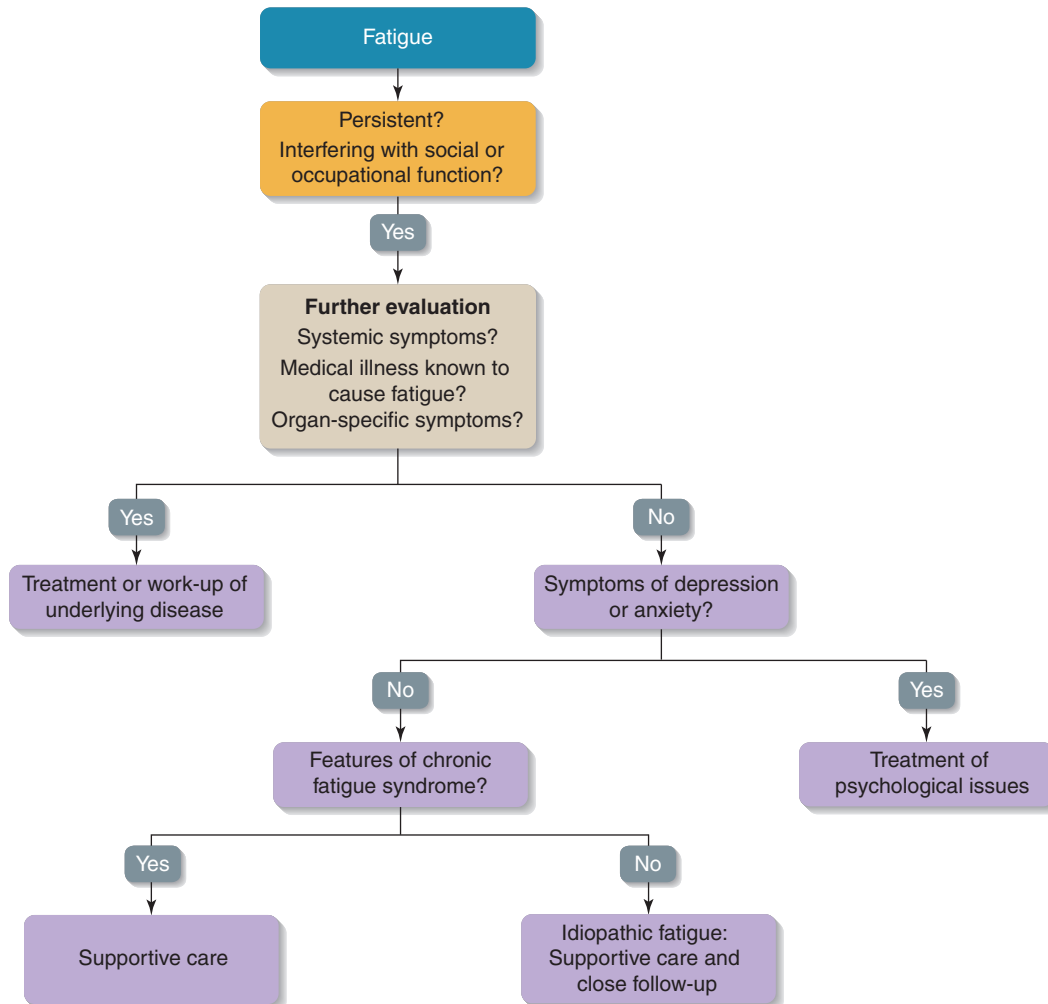 Fatigue
Persistent?
Interfering with social or
occupational function?
Yes
Further evaluation
Systemic symptoms?
Medical illness known to
cause fatigue?
Organ-specific symptoms?
Yes
No
Treatment or work-up of
underlying disease
Symptoms of depression
or anxiety?
No
Yes
Features of chronic
fatigue syndrome?
Treatment of
psychological issues
Yes
No
Supportive care
Idiopathic fatigue:
Supportive care and
close follow-up